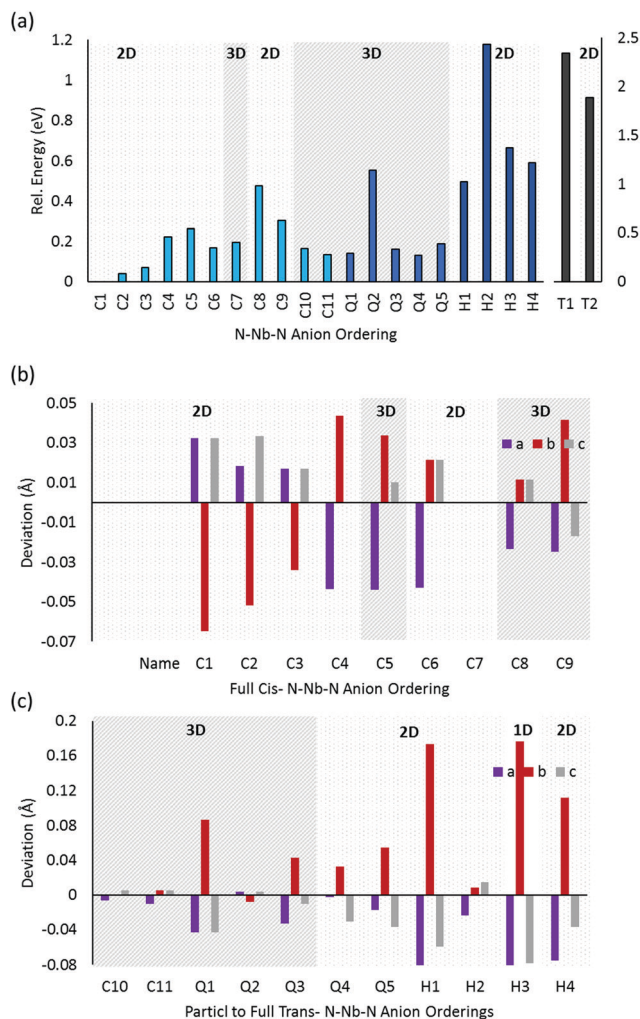 (a)
1.2
1
0.8
0.6
0.4
0.2
0
Rel. Energy (eV)
2D 3D 2D 3D 2D 2D
2.5
2
1.5
1
0.5
0
C1 C2 C3 C4 C5 C6 C7 C8 C9 C10 C11 Q1 Q2 Q3 Q4 Q5 H1 H2 H3 H4 T1 T2
N-Nb-N Anion Ordering
(b)
0.05
0.03
0.01
-0.01
-0.03
-0.05
-0.07
Deviation (Å)
2D 3D 2D 3D
a b c
Name C1 C2 C3 C4 C5 C6 C7 C8 C9
Full Cis- N-Nb-N Anion Ordering
(c)
0.2
0.16
0.12
0.08
0.04
0
-0.04
-0.08
Deviation (Å)
3D 2D 1D 2D
a b c
C10 C11 Q1 Q2 Q3 Q4 Q5 H1 H2 H3 H4
Particl to Full Trans- N-Nb-N Anion Orderings